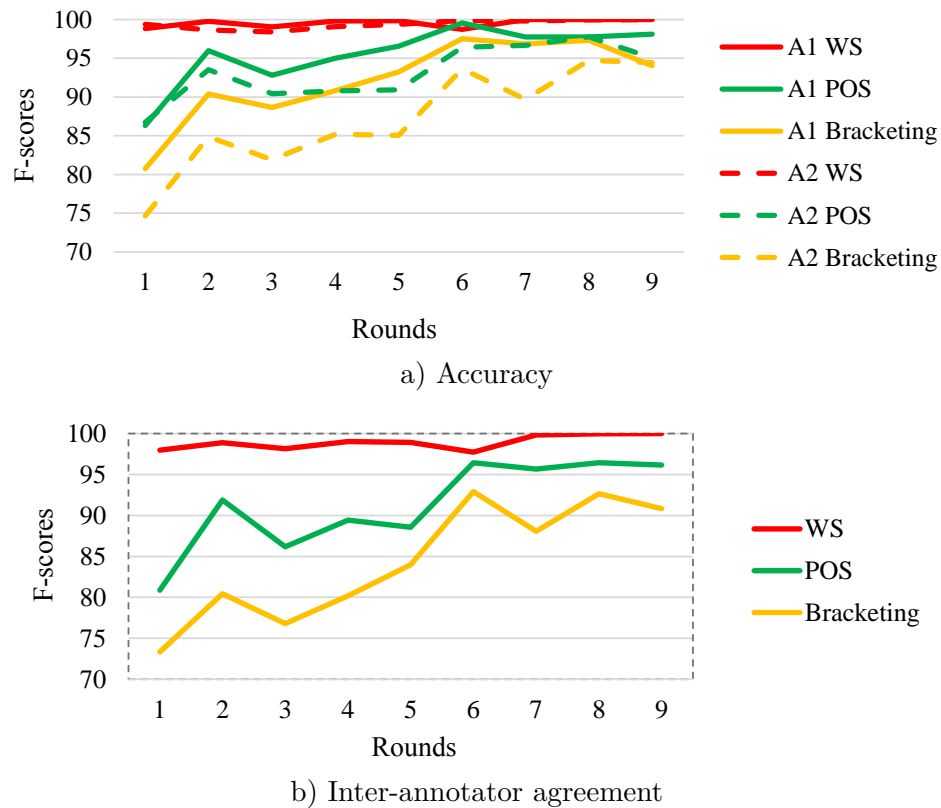 100
95
90
85
80
75
70
F-scores
1 2 3 4 5 6 7 8 9
Rounds
A1 WS
A1 POS
A1 Bracketing
A2 WS
A2 POS
A2 Bracketing
a) Accuracy
100
95
90
85
80
75
70
F-scores
1 2 3 4 5 6 7 8 9
Rounds
WS
POS
Bracketing
b) Inter-annotator agreement